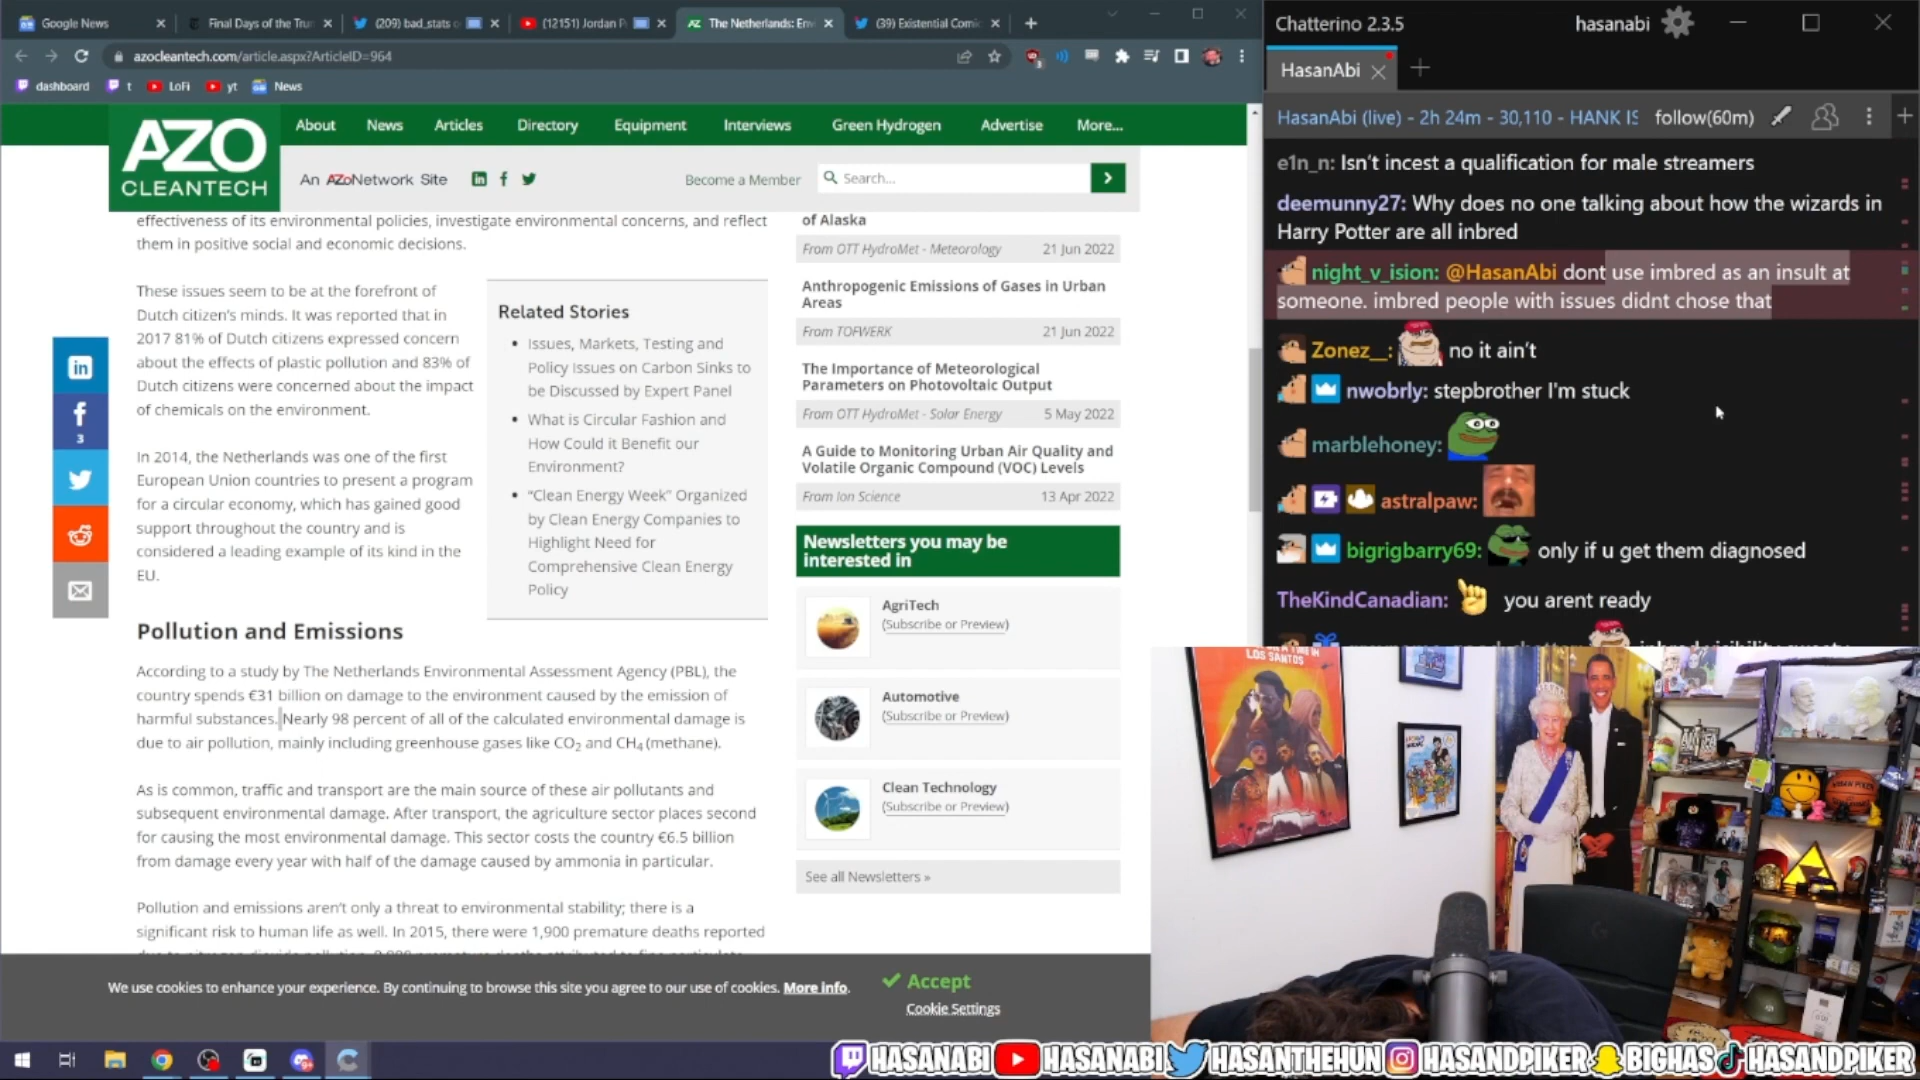 Google News
Final Days of the Tru
(209) bad_stats o
(12151) Jordan P
The Netherlands: Env
(39) Existential Comic
azocleantech.com/article.aspx?ArticleID=964
dashboard
t
LoFi
yt
News
AZO
CLEANTECH
About
News
Articles
Directory
Equipment
Interviews
Green Hydrogen
Advertise
More...
An AZoNetwork Site
Become a Member
Search...
effectiveness of its environmental policies, investigate environmental concerns, and reflect
them in positive social and economic decisions.
These issues seem to be at the forefront of
Dutch citizen's minds. It was reported that in
2017 81% of Dutch citizens expressed concern
about the effects of plastic pollution and 83% of
Dutch citizens were concerned about the impact
of chemicals on the environment.
In 2014, the Netherlands was one of the first
European Union countries to present a program
for a circular economy, which has gained good
support throughout the country and is
considered a leading example of its kind in the
EU.
3
Related Stories
Issues, Markets, Testing and
Policy Issues on Carbon Sinks to
be Discussed by Expert Panel
What is Circular Fashion and
How Could it Benefit our
Environment?
"Clean Energy Week" Organized
by Clean Energy Companies to
Highlight Need for
Comprehensive Clean Energy
Policy
Pollution and Emissions
According to a study by The Netherlands Environmental Assessment Agency (PBL), the
country spends €31 billion on damage to the environment caused by the emission of
harmful substances. Nearly 98 percent of all of the calculated environmental damage is
due to air pollution, mainly including greenhouse gases like CO2 and CH4 (methane).
As is common, traffic and transport are the main source of these air pollutants and
subsequent environmental damage. After transport, the agriculture sector places second
for causing the most environmental damage. This sector costs the country €6.5 billion
from damage every year with half of the damage caused by ammonia in particular.
Pollution and emissions aren't only a threat to environmental stability; there is a
significant risk to human life as well. In 2015, there were 1,900 premature deaths reported
of Alaska
From OTT HydroMet - Meteorology 21 Jun 2022
Anthropogenic Emissions of Gases in Urban
Areas
From TOFWERK 21 Jun 2022
The Importance of Meteorological
Parameters on Photovoltaic Output
From OTT HydroMet - Solar Energy 5 May 2022
A Guide to Monitoring Urban Air Quality and
Volatile Organic Compound (VOC) Levels
From Ion Science 13 Apr 2022
Newsletters you may be
interested in
AgriTech
(Subscribe or Preview)
Automotive
(Subscribe or Preview)
Clean Technology
(Subscribe or Preview)
See all Newsletters »
We use cookies to enhance your experience. By continuing to browse this site you agree to our use of cookies. More info.
Accept
Cookie Settings
Chatterino 2.3.5
hasanabi
HasanAbi
HasanAbi (live) - 2h 24m - 30,110 - HANK IS
follow(60m)
e1n_n: Isn't incest a qualification for male streamers
deemunny27: Why does no one talking about how the wizards in
Harry Potter are all inbred
night_v_ision: @HasanAbi dont use imbred as an insult at
someone. imbred people with issues didnt chose that
Zonez__: no it ain't
nwobrly: stepbrother I'm stuck
marblehoney:
astralpaw:
bigrigbarry69: only if u get them diagnosed
TheKindCanadian: you arent ready
LOS SANTOS
HASANABI HASANABI HASANTHEHUN HASANDPIKER BIGHAS HASANDPIKER